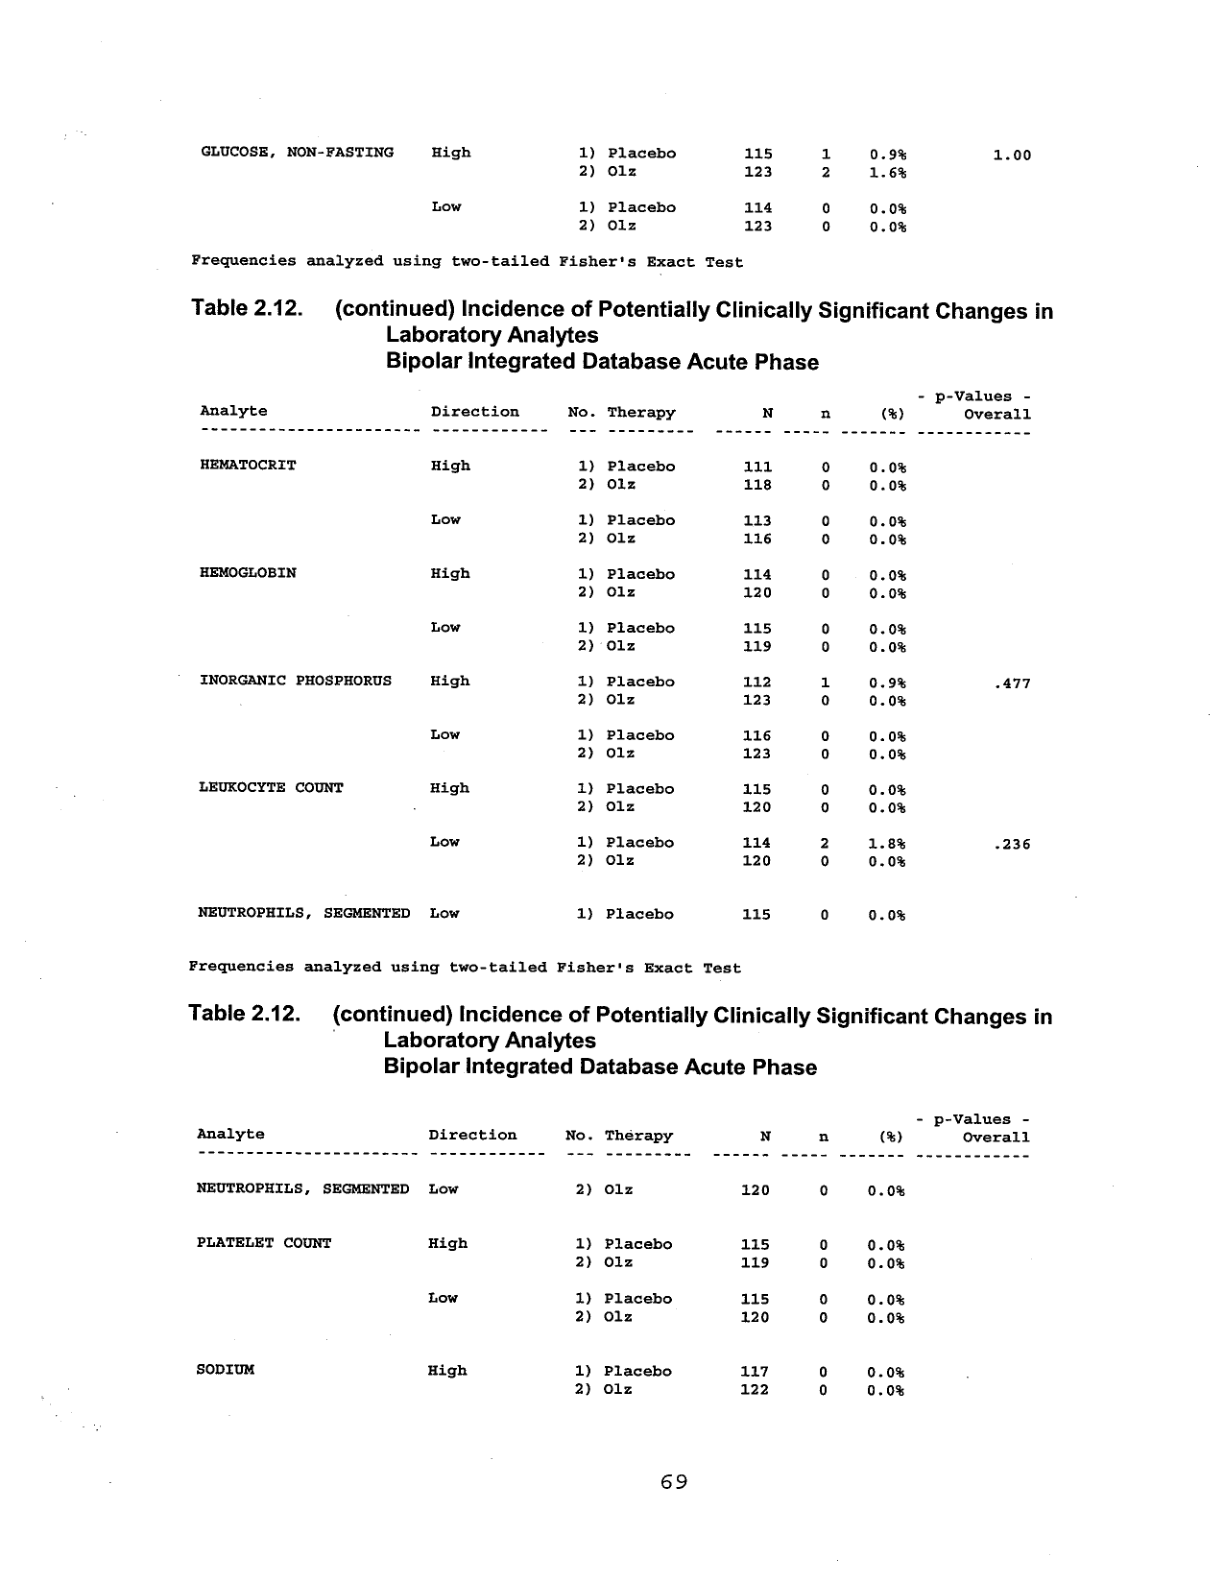 GLUCOSE, NON-FASTING High 1) Placebo 115 1 0.9% 1.00
2) Olz 123 2 1.6%
Low 1) Placebo 114 0 0.0%
2) Olz 123 0 0.0%
Frequencies analyzed using two-tailed Fisher's Exact Test
Table 2.12. (continued) Incidence of Potentially Clinically Significant Changes in
Laboratory Analytes
Bipolar Integrated Database Acute Phase
- p-Values -
Analyte Direction No. Therapy N n (%) Overall
HEMATOCRIT High 1) Placebo 111 0 0.0%
2) Olz 118 0 0.0%
Low 1) Placebo 113 0 0.0%
2) Olz 116 0 0.0%
HEMOGLOBIN High 1) Placebo 114 0 0.0%
2) Olz 120 0 0.0%
Low 1) Placebo 115 0 0.0%
2) Olz 119 0 0.0%
INORGANIC PHOSPHORUS High 1) Placebo 112 1 0.9% .477
2) Olz 123 0 0.0%
Low 1) Placebo 116 0 0.0%
2) Olz 123 0 0.0%
LEUKOCYTE COUNT High 1) Placebo 115 0 0.0%
2) Olz 120 0 0.0%
Low 1) Placebo 114 2 1.8% .236
2) Olz 120 0 0.0%
NEUTROPHILS, SEGMENTED Low 1) Placebo 115 0 0.0%
Frequencies analyzed using two-tailed Fisher's Exact Test
Table 2.12. (continued) Incidence of Potentially Clinically Significant Changes in
Laboratory Analytes
Bipolar Integrated Database Acute Phase
- p-Values -
Analyte Direction No. Therapy N n (%) Overall
NEUTROPHILS, SEGMENTED Low 2) Olz 120 0 0.0%
PLATELET COUNT High 1) Placebo 115 0 0.0%
2) Olz 119 0 0.0%
Low 1) Placebo 115 0 0.0%
2) Olz 120 0 0.0%
SODIUM High 1) Placebo 117 0 0.0%
2) Olz 122 0 0.0%
69